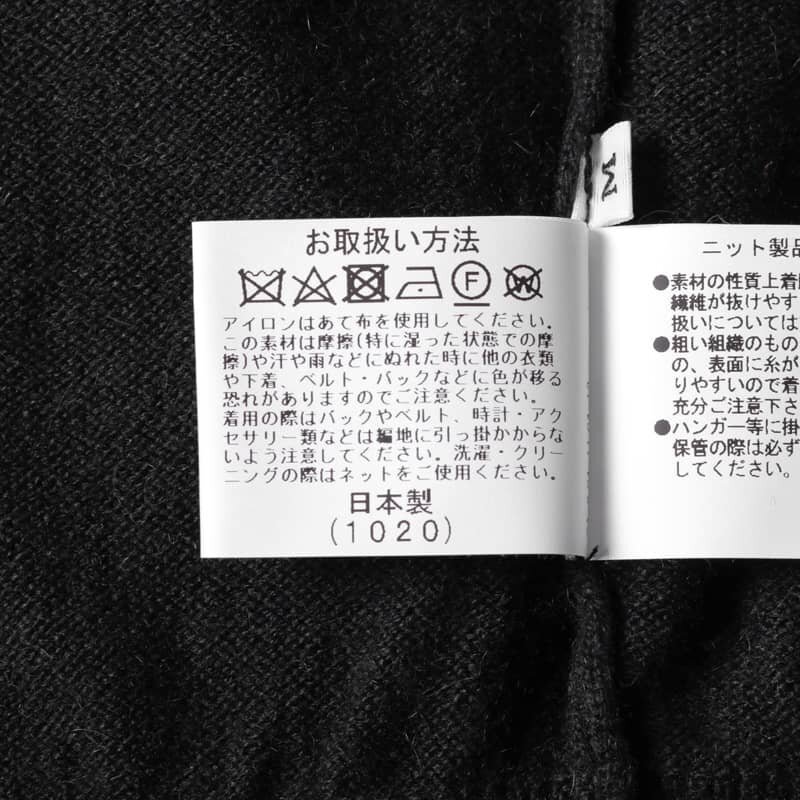 M
お取扱い方法
F W
アイロンはあて布を使用してください。
この素材は摩擦(特に湿った状態での摩
擦)や汗や雨などにぬれた時に他の衣類
や下着、ベルト・バックなどに色が移る
恐れがありますのでご注意ください。
着用の際はバックやベルト、時計・アク
セサリー類などは編地に引っ掛かからな
いよう注意してください。洗濯・クリー
ニングの際はネットをご使用ください。
日本製
(1020)
ニット製品
●素材の性質上着
繊維が抜けやす
扱いについては
●粗い組織のもの
の、表面に糸が
りやすいので着
充分ご注意下さ
●ハンガー等に掛
保管の際は必ず
してください。